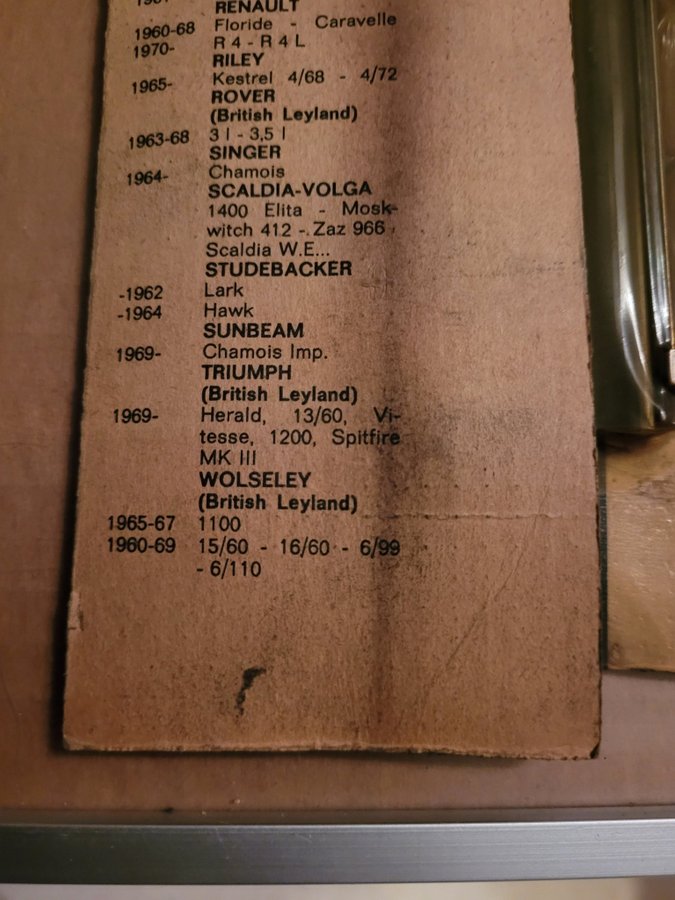 RENAULT
1960-68 Floride - Caravelle
1970- R 4 - R 4 L
RILEY
1965- Kestrel 4/68 - 4/72
ROVER
(British Leyland)
1963-68 3 l - 3,5 l
SINGER
1964- Chamois
SCALDIA-VOLGA
1400 Elita - Mosk-
witch 412 - Zaz 966
Scaldia W.E...
STUDEBACKER
-1962 Lark
-1964 Hawk
SUNBEAM
1969- Chamois Imp.
TRIUMPH
(British Leyland)
1969- Herald, 13/60, Vi-
tesse, 1200, Spitfire
MK III
WOLSELEY
(British Leyland)
1965-67 1100
1960-69 15/60 - 16/60 - 6/99
- 6/110